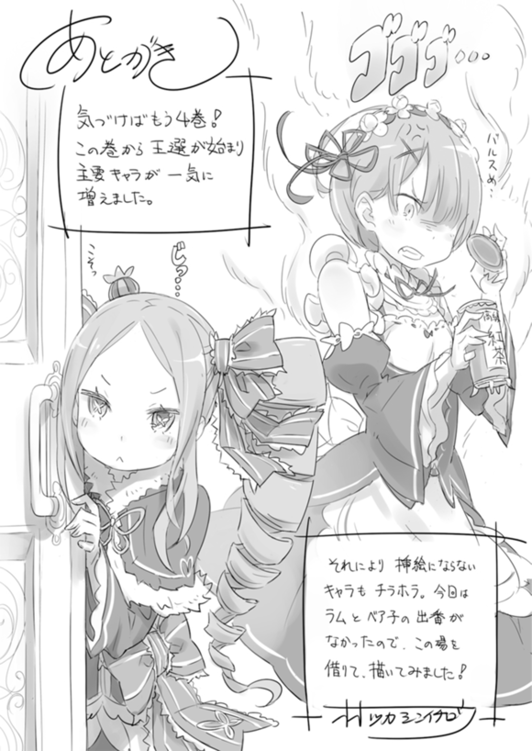 あとがき
ゴゴゴ…
気づけばもう4巻!
この巻から 王選が始まり
主要キャラが 一気に
増えました。
バルスめ…
じっ…
こそっ
紅茶
それにより 挿絵にならない
キャラも チラホラ。今回は
ラムとベア子の 出番が
なかったので、この場を
借りて、描いてみました!
オオツカシンイチロウ